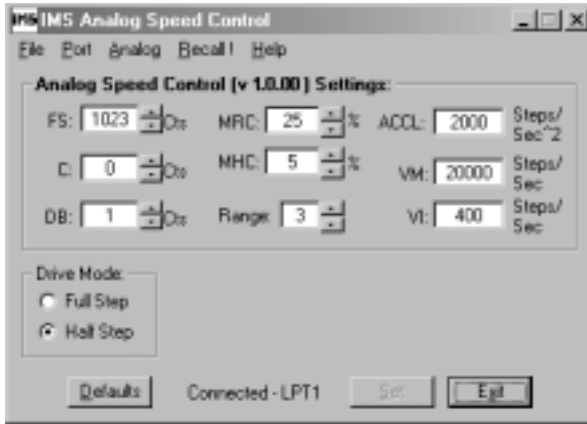 IMS IMS Analog Speed Control
File Port Analog Recall! Help
Analog Speed Control (v 1.0.00) Settings:
FS: 1023 Cts MRC: 25 % ACCL: 2000 Steps/Sec^2
C: 0 Cts MHC: 5 % VM: 20000 Steps/Sec
DB: 1 Cts Range: 3 VI: 400 Steps/Sec
Drive Mode:
Full Step
Half Step
Defaults Connected - LPT1 Set Exit